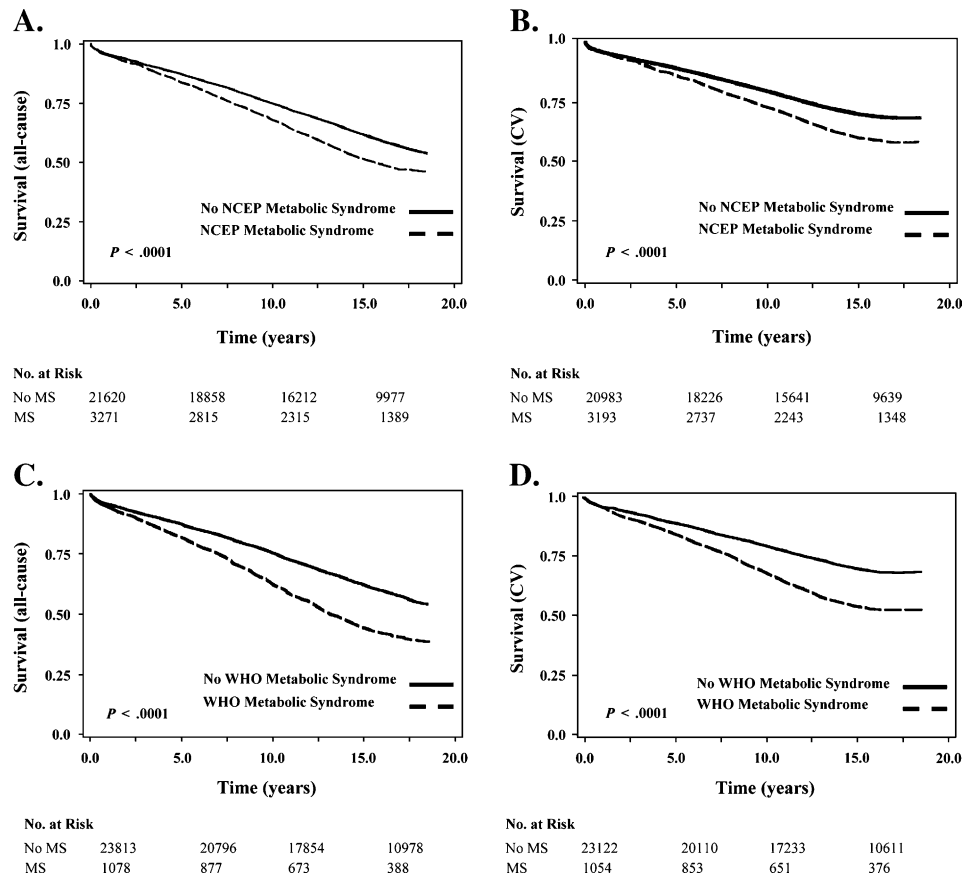 A.
Survival (all-cause)
1.0
0.75
0.50
0.25
0.0
No NCEP Metabolic Syndrome
NCEP Metabolic Syndrome
P < .0001
0.0 5.0 10.0 15.0 20.0
Time (years)
No. at Risk
No MS 21620 18858 16212 9977
MS 3271 2815 2315 1389
B.
Survival (CV)
1.0
0.75
0.50
0.25
0.0
No NCEP Metabolic Syndrome
NCEP Metabolic Syndrome
P < .0001
0.0 5.0 10.0 15.0 20.0
Time (years)
No. at Risk
No MS 20983 18226 15641 9639
MS 3193 2737 2243 1348
C.
Survival (all-cause)
1.0
0.75
0.50
0.25
0.0
No WHO Metabolic Syndrome
WHO Metabolic Syndrome
P < .0001
0.0 5.0 10.0 15.0 20.0
Time (years)
No. at Risk
No MS 23813 20796 17854 10978
MS 1078 877 673 388
D.
Survival (CV)
1.0
0.75
0.50
0.25
0.0
No WHO Metabolic Syndrome
WHO Metabolic Syndrome
P < .0001
0.0 5.0 10.0 15.0 20.0
Time (years)
No. at Risk
No MS 23122 20110 17233 10611
MS 1054 853 651 376